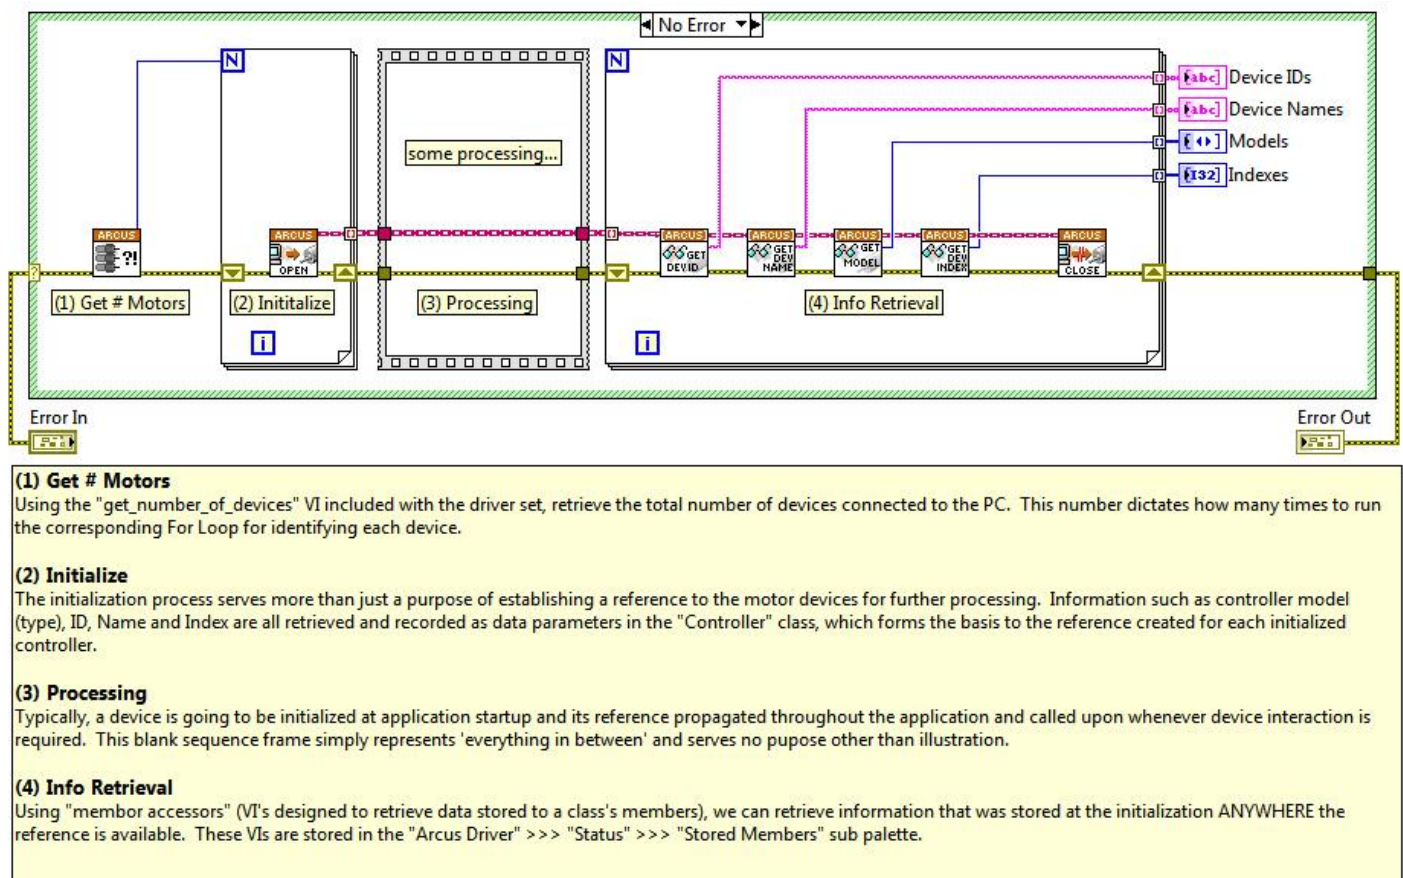 No Error
N
N
[abc] Device IDs
[abc] Device Names
Models
[I32] Indexes
some processing...
ARCUS ?!
ARCUS OPEN
ARCUS GET DEV ID
ARCUS GET DEV NAME
ARCUS GET MODEL
ARCUS GET DEV INDEX
ARCUS CLOSE
?
(1) Get # Motors
(2) Inititalize
(3) Processing
(4) Info Retrieval
i
i
Error In
Error Out
(1) Get # Motors
Using the "get_number_of_devices" VI included with the driver set, retrieve the total number of devices connected to the PC.  This number dictates how many times to run
the corresponding For Loop for identifying each device.
(2) Initialize
The initialization process serves more than just a purpose of establishing a reference to the motor devices for further processing.  Information such as controller model
(type), ID, Name and Index are all retrieved and recorded as data parameters in the "Controller" class, which forms the basis to the reference created for each initialized
controller.
(3) Processing
Typically, a device is going to be initialized at application startup and its reference propagated throughout the application and called upon whenever device interaction is
required.  This blank sequence frame simply represents 'everything in between' and serves no pupose other than illustration.
(4) Info Retrieval
Using "membor accessors" (VI's designed to retrieve data stored to a class's members), we can retrieve information that was stored at the initialization ANYWHERE the
reference is available.  These VIs are stored in the "Arcus Driver" >>> "Status" >>> "Stored Members" sub palette.